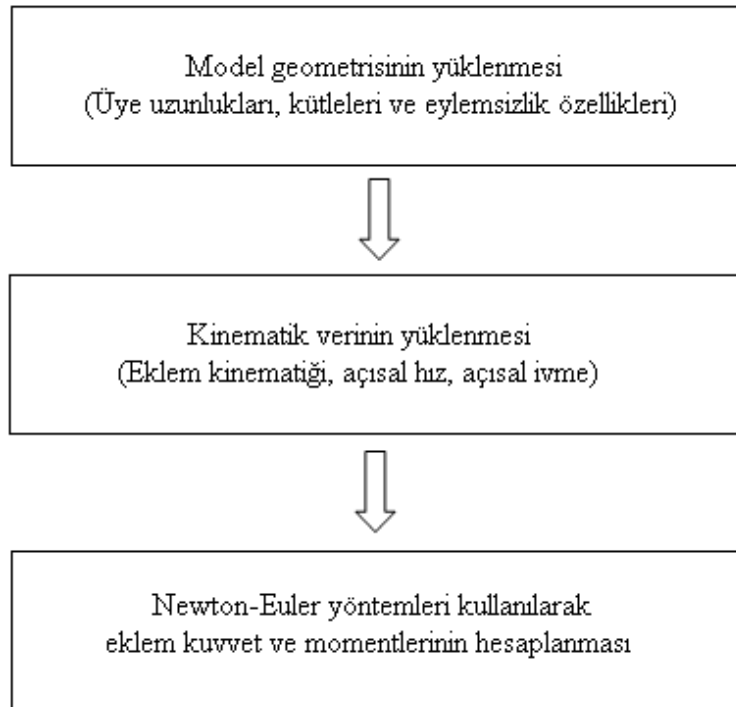 Model geometrisinin yüklenmesi
(Üye uzunlukları, kütleleri ve eylemsizlik özellikleri)
Kinematik verinin yüklenmesi
(Eklem kinematiği, açısal hız, açısal ivme)
Newton-Euler yöntemleri kullanılarak
eklem kuvvet ve momentlerinin hesaplanması